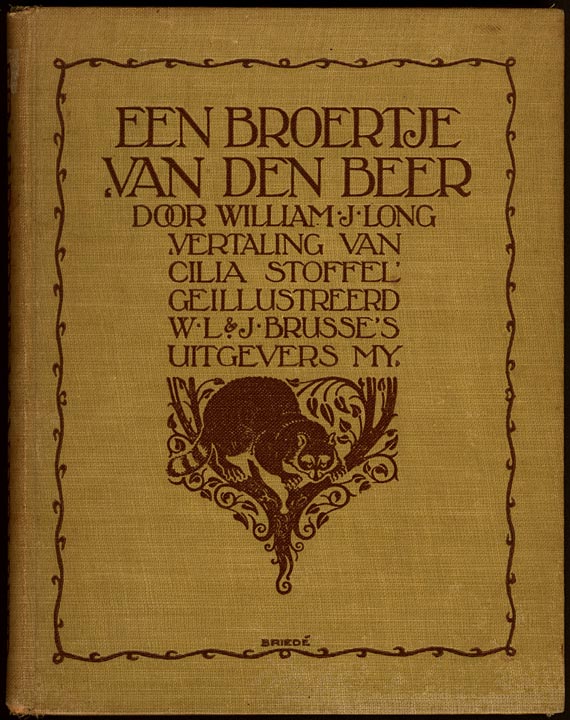 EEN BROERTJE
VAN DEN BEER
DOOR WILLIAM·J·LONG
VERTALING VAN
CILIA STOFFEL
GEILLUSTREERD
W·L·&·J·BRUSSE'S
UITGEVERS MY.
BRIEDÉ